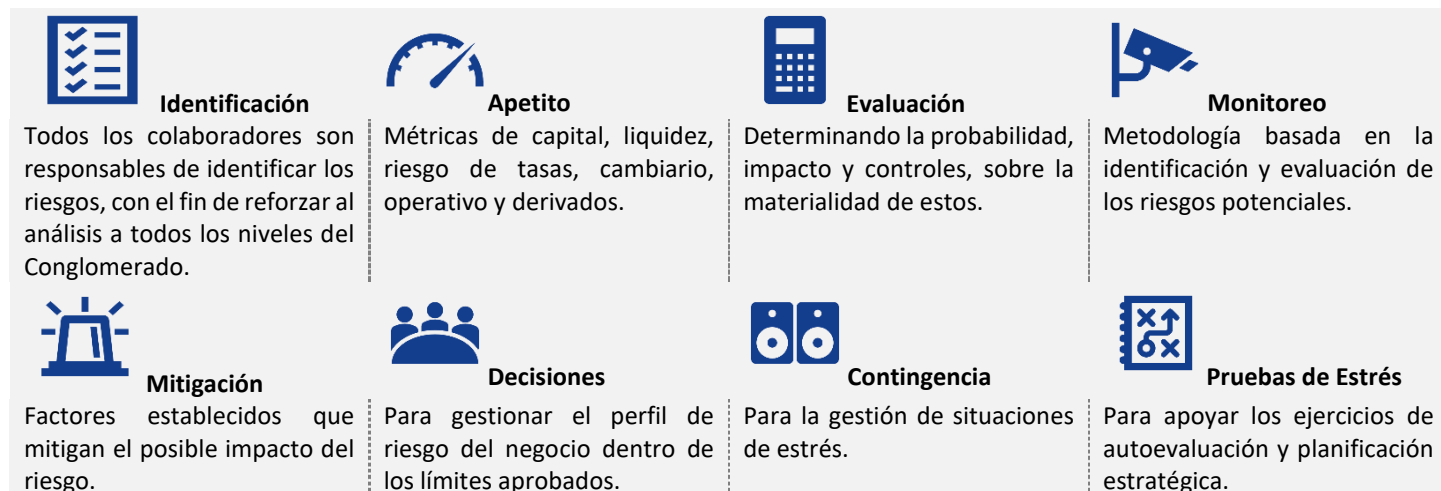 Identificación
Todos los colaboradores son
responsables de identificar los
riesgos, con el fin de reforzar al
análisis a todos los niveles del
Conglomerado.
Apetito
Métricas de capital, liquidez,
riesgo de tasas, cambiario,
operativo y derivados.
Evaluación
Determinando la probabilidad,
impacto y controles, sobre la
materialidad de estos.
Monitoreo
Metodología basada en la
identificación y evaluación de
los riesgos potenciales.
Mitigación
Factores establecidos que
mitigan el posible impacto del
riesgo.
Decisiones
Para gestionar el perfil de
riesgo del negocio dentro de
los límites aprobados.
Contingencia
Para la gestión de situaciones
de estrés.
Pruebas de Estrés
Para apoyar los ejercicios de
autoevaluación y planificación
estratégica.